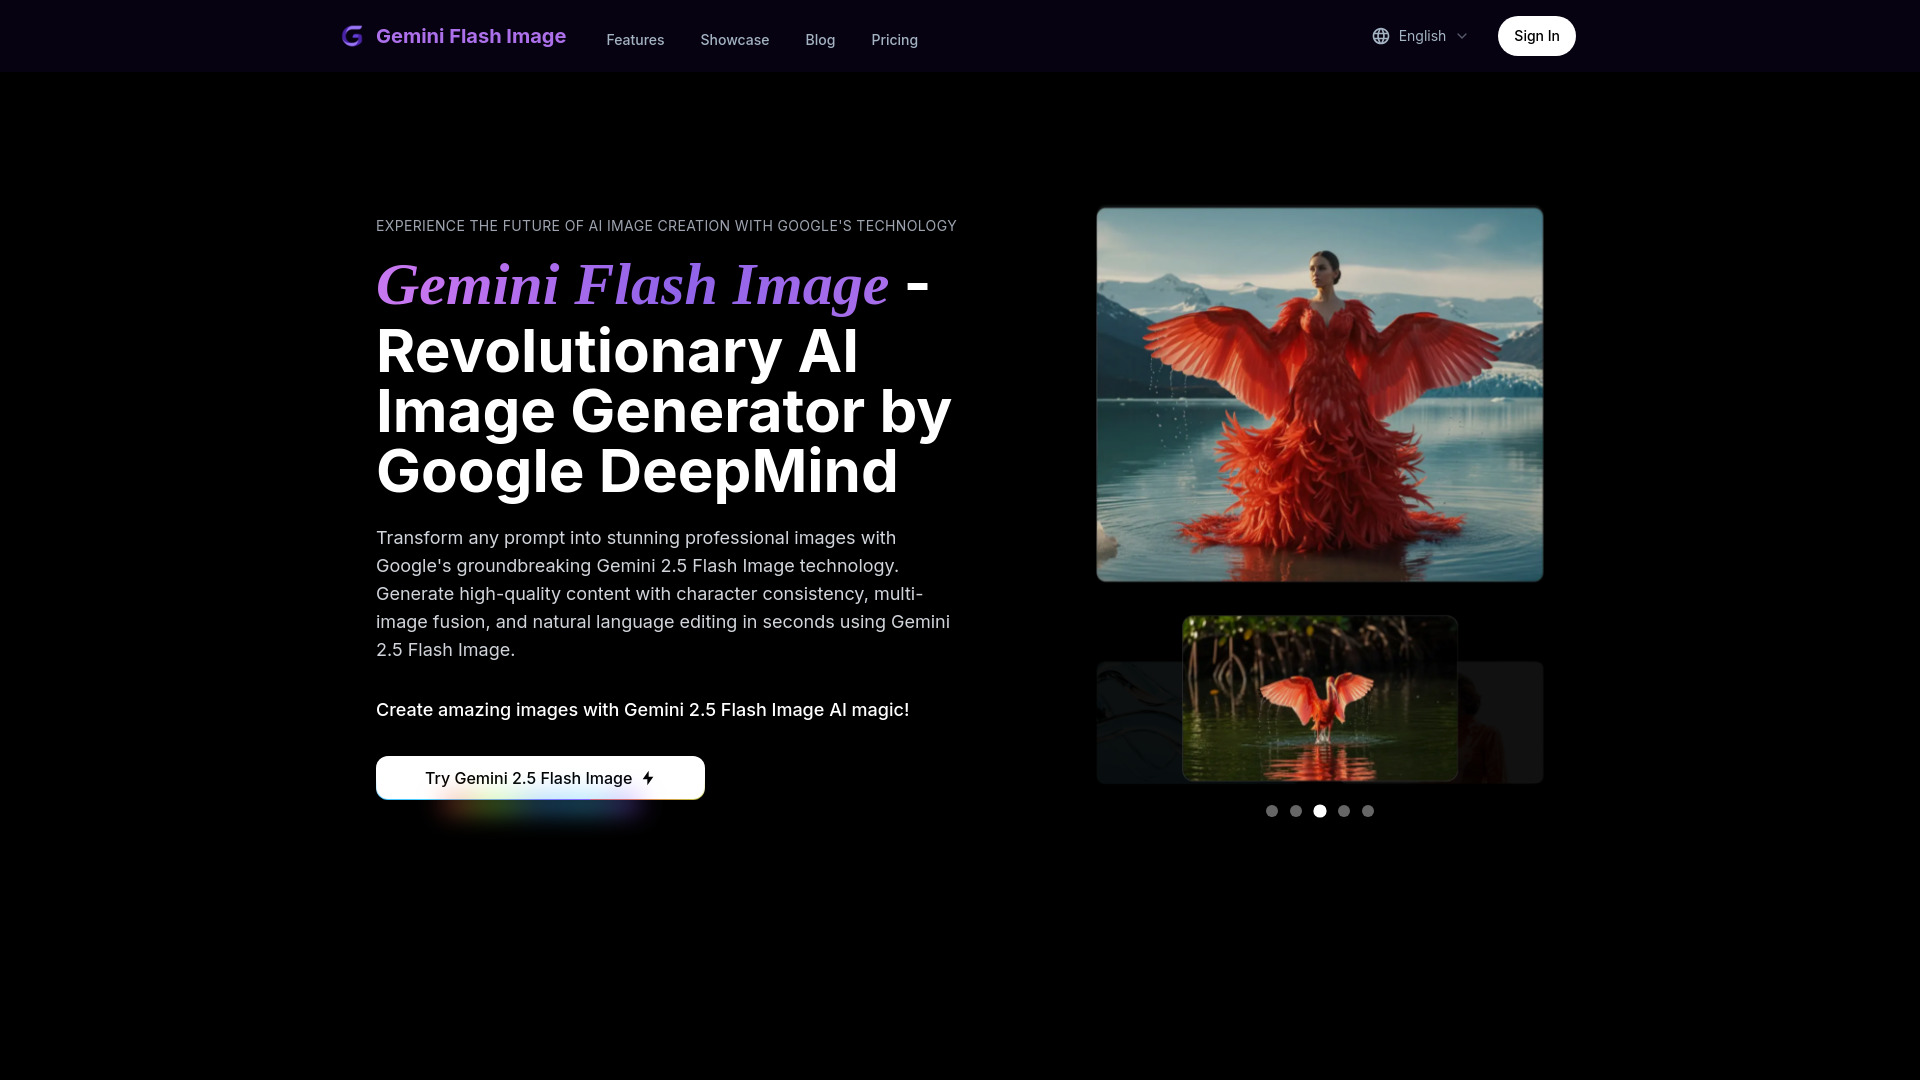 Gemini Flash Image
Features
Showcase
Blog
Pricing
English
Sign In
EXPERIENCE THE FUTURE OF AI IMAGE CREATION WITH GOOGLE'S TECHNOLOGY
Gemini Flash Image -
Revolutionary AI
Image Generator by
Google DeepMind
Transform any prompt into stunning professional images with
Google's groundbreaking Gemini 2.5 Flash Image technology.
Generate high-quality content with character consistency, multi-
image fusion, and natural language editing in seconds using Gemini
2.5 Flash Image.
Create amazing images with Gemini 2.5 Flash Image AI magic!
Try Gemini 2.5 Flash Image